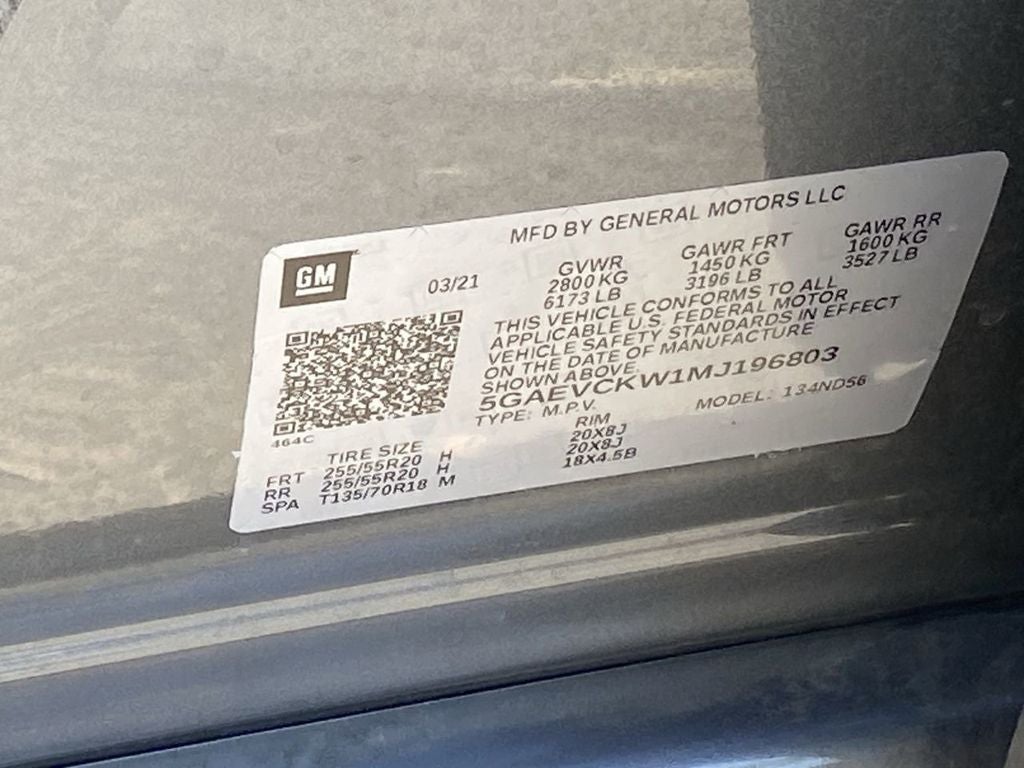 MFD BY GENERAL MOTORS LLC
GM
03/21
GVWR
2800 KG
6173 LB
GAWR FRT
1450 KG
3196 LB
GAWR RR
1600 KG
3527 LB
THIS VEHICLE CONFORMS TO ALL
APPLICABLE U.S. FEDERAL MOTOR
VEHICLE SAFETY STANDARDS IN EFFECT
ON THE DATE OF MANUFACTURE
SHOWN ABOVE.
5GAEVCKW1MJ196803
TYPE: M.P.V. MODEL: 134ND56
464C
TIRE SIZE RIM
FRT 255/55R20 H 20X8J
RR 255/55R20 H 20X8J
SPA T135/70R18 M 18X4.5B